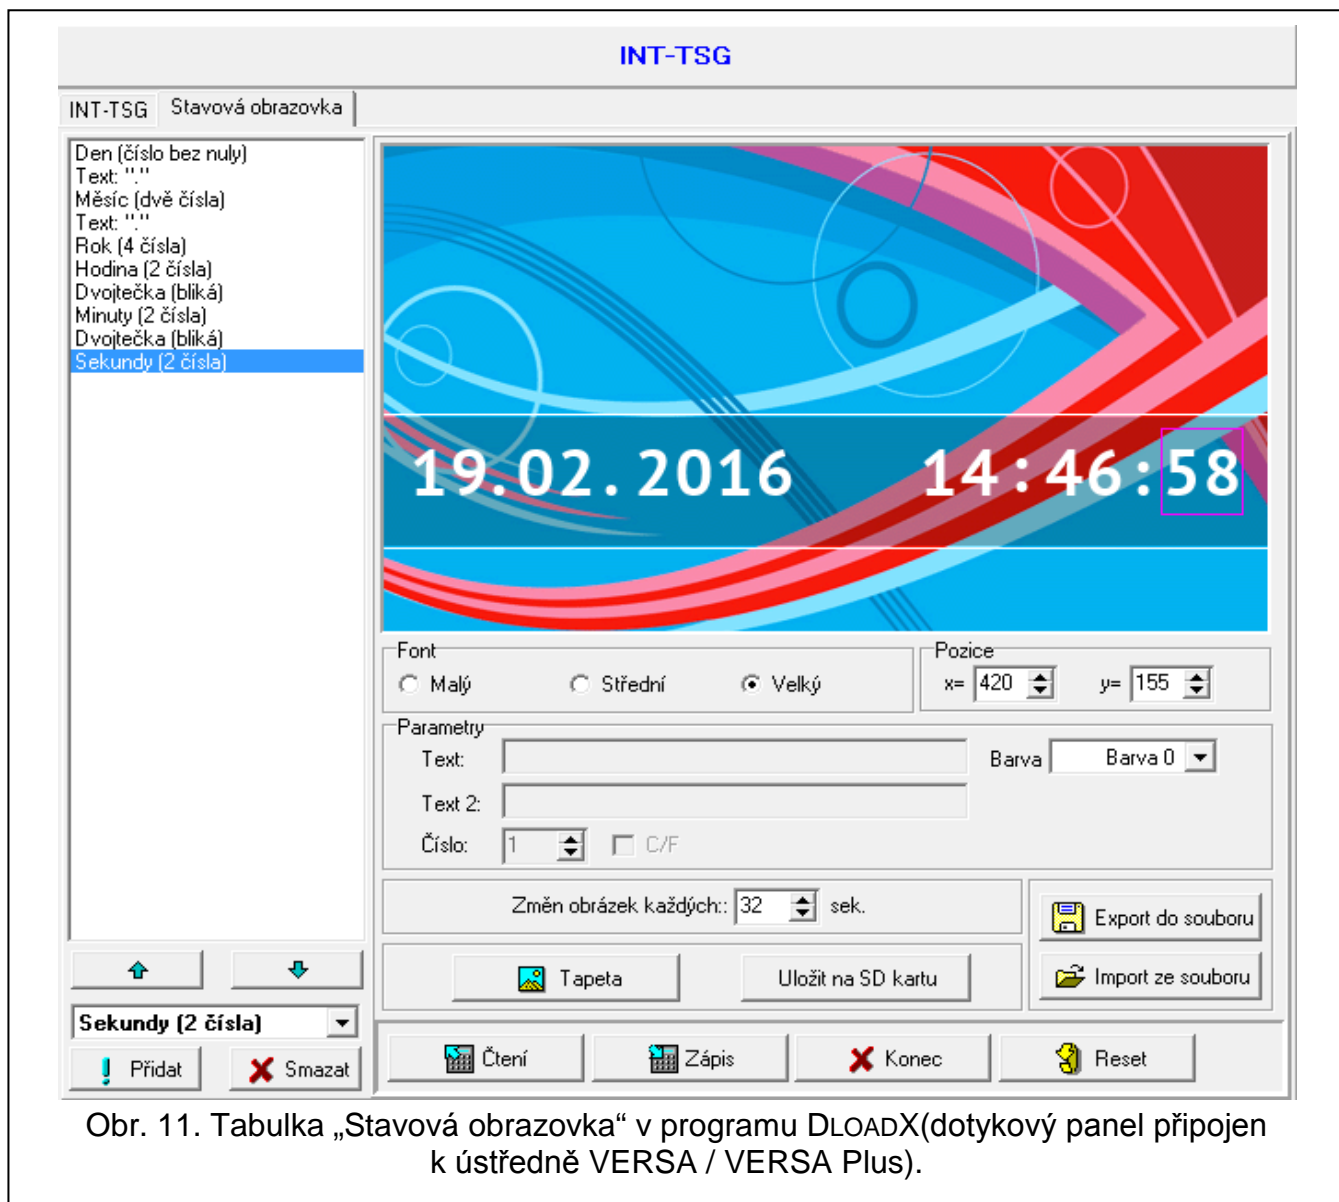 INT-TSG
INT-TSG Stavová obrazovka
Den (číslo bez nuly)
Text: "."
Měsíc (dvě čísla)
Text: "."
Rok (4 čísla)
Hodina (2 čísla)
Dvojtečka (bliká)
Minuty (2 čísla)
Dvojtečka (bliká)
Sekundy (2 čísla)
19.02.2016 14:46:58
Font
Malý Střední Velký
Pozice
x= 420 y= 155
Parametry
Text: Barva Barva 0
Text 2:
Číslo: 1 C/F
Změn obrázek každých:: 32 sek.
Export do souboru
Tapeta Uložit na SD kartu Import ze souboru
Sekundy (2 čísla)
Přidat Smazat
Čtení Zápis Konec Reset
Obr. 11. Tabulka „Stavová obrazovka“ v programu DLOADX(dotykový panel připojen
k ústředně VERSA / VERSA Plus).